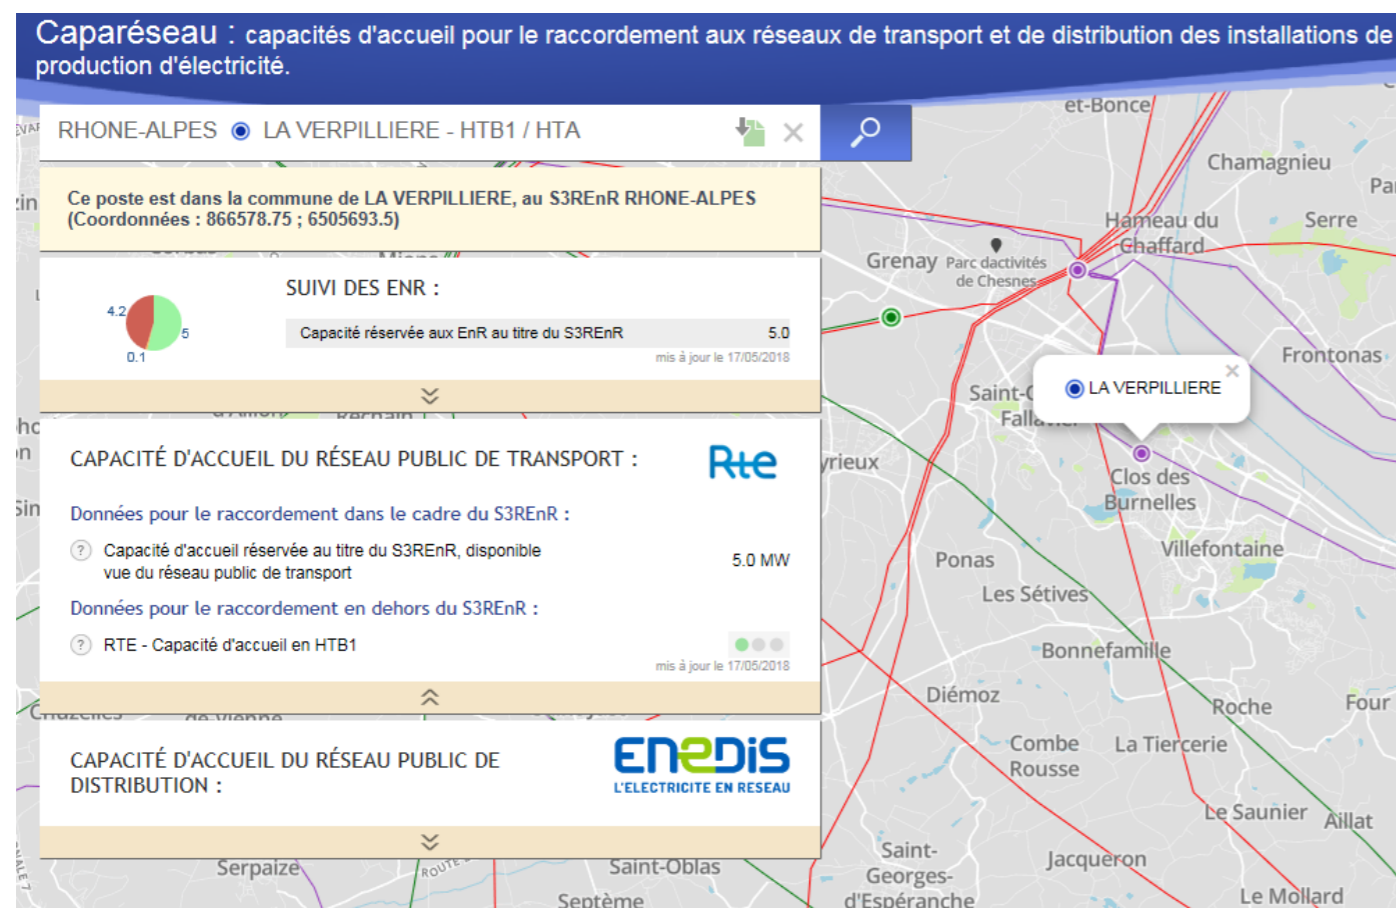 Caparéseau : capacités d'accueil pour le raccordement aux réseaux de transport et de distribution des installations de
production d'électricité.
RHONE-ALPES LA VERPILLIERE - HTB1 / HTA
Ce poste est dans la commune de LA VERPILLIERE, au S3REnR RHONE-ALPES
(Coordonnées : 866578.75 ; 6505693.5)
SUIVI DES ENR :
4.2
5
0.1
Capacité réservée aux EnR au titre du S3REnR 5.0
mis à jour le 17/05/2018
CAPACITÉ D'ACCUEIL DU RÉSEAU PUBLIC DE TRANSPORT :
Rte
Données pour le raccordement dans le cadre du S3REnR :
? Capacité d'accueil réservée au titre du S3REnR, disponible
vue du réseau public de transport
5.0 MW
Données pour le raccordement en dehors du S3REnR :
? RTE - Capacité d'accueil en HTB1
mis à jour le 17/05/2018
CAPACITÉ D'ACCUEIL DU RÉSEAU PUBLIC DE
DISTRIBUTION :
ENEDIS
L'ELECTRICITE EN RESEAU
et-Bonce
Chamagnieu
Hameau du
Chaffard
Serre
Grenay
Parc dactivités
de Chesnes
Frontonas
LA VERPILLIERE
Saint-
Fallavier
Clos des
Burnelles
Villefontaine
Ponas
Les Sétives
Bonnefamille
Diémoz
Roche
Four
Combe
Rousse
La Tiercerie
Le Saunier
Aillat
Saint-
Georges-
d'Espéranche
Jacqueron
Le Mollard
Serpaize
ROUTE
Saint-Oblas
Septème